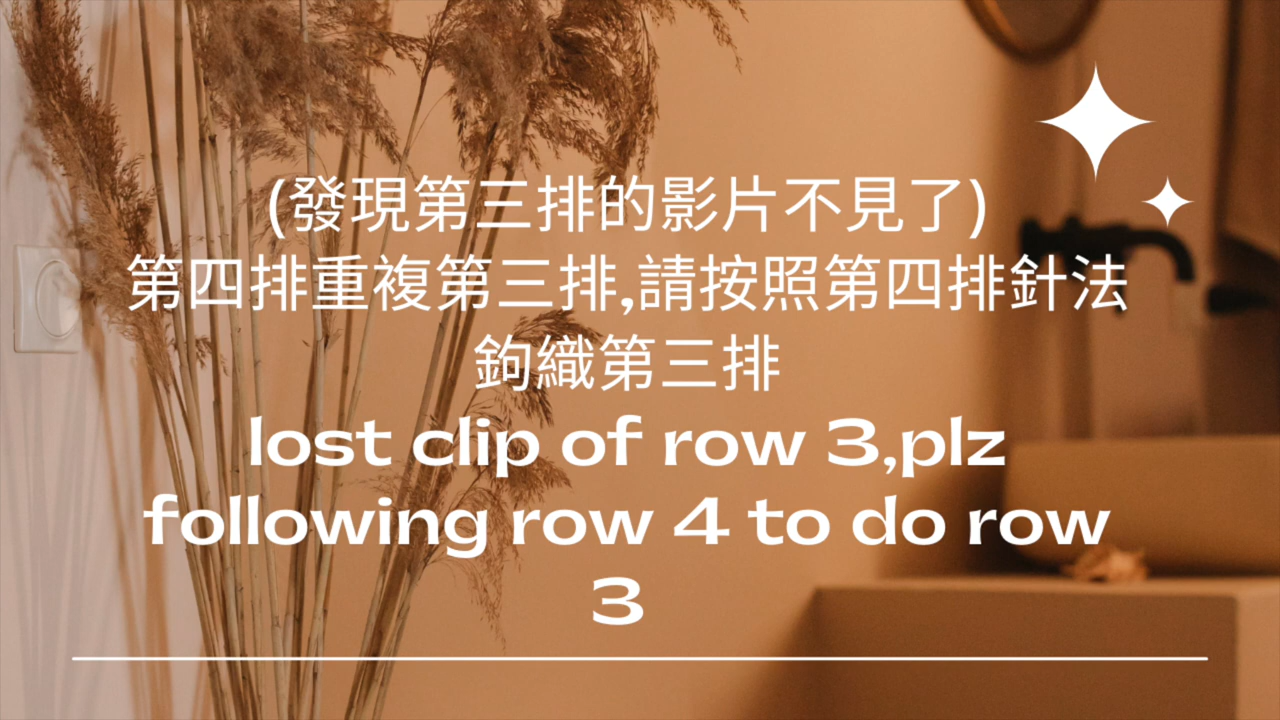 (發現第三排的影片不見了)
第四排重複第三排,請按照第四排針法
鉤織第三排
lost clip of row 3,plz
following row 4 to do row
3